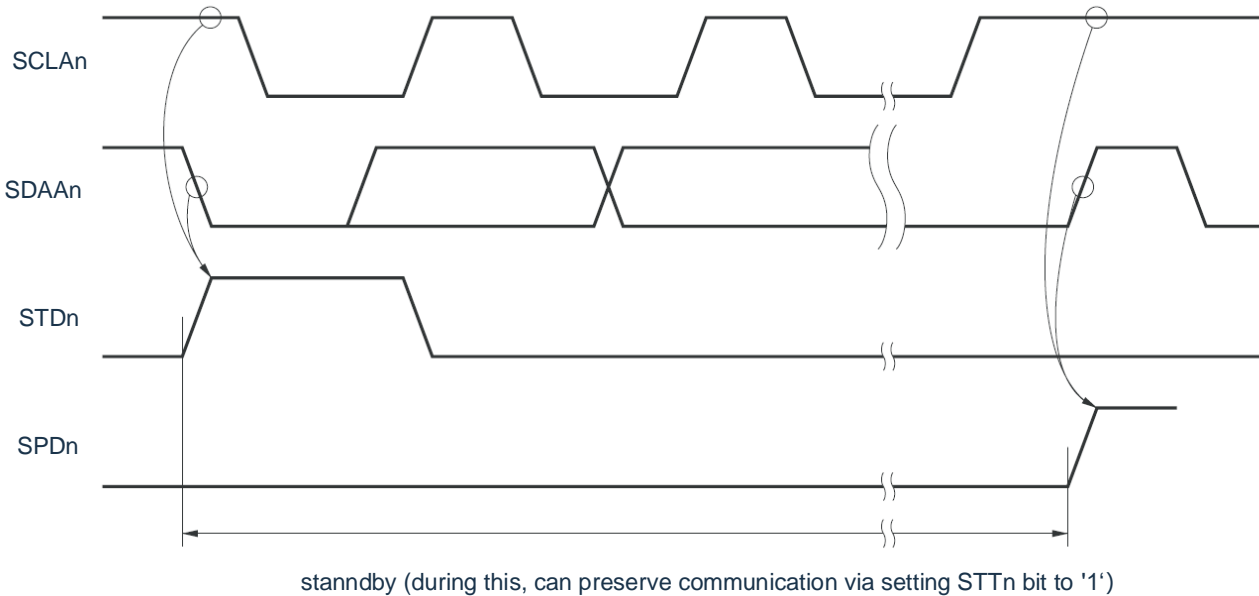 SCLAn
SDAAn
STDn
SPDn
stanndby (during this, can preserve communication via setting STTn bit to '1‘)